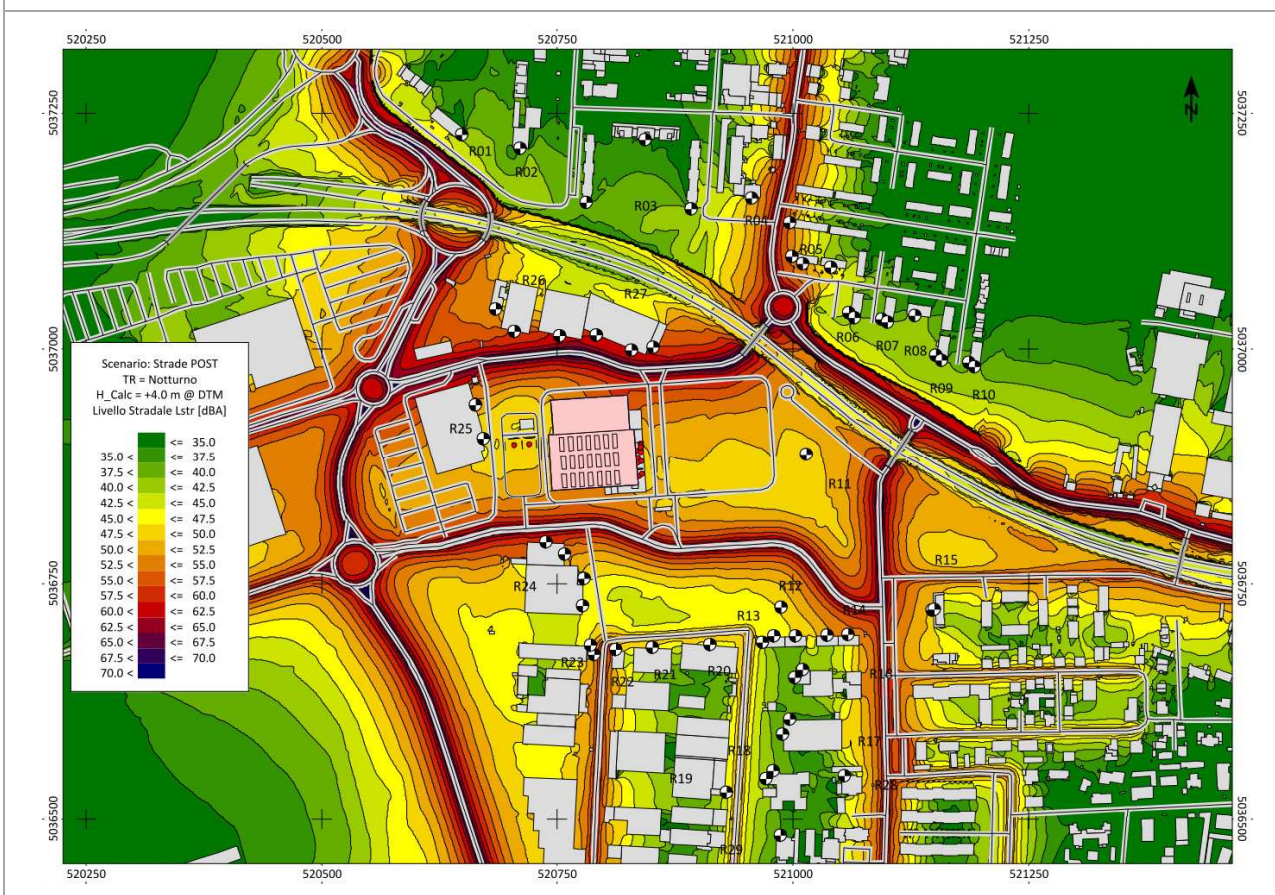 520250 520500 520750 521000 521250
5037250 5037250
5037000 5037000
5036750 5036750
5036500 5036500
520250 520500 520750 521000 521250
Scenario: Strade POST
TR = Notturno
H_Calc = +4.0 m @ DTM
Livello Stradale Lstr [dBA]
<= 35.0
35.0 < <= 37.5
37.5 < <= 40.0
40.0 < <= 42.5
42.5 < <= 45.0
45.0 < <= 47.5
47.5 < <= 50.0
50.0 < <= 52.5
52.5 < <= 55.0
55.0 < <= 57.5
57.5 < <= 60.0
60.0 < <= 62.5
62.5 < <= 65.0
65.0 < <= 67.5
67.5 < <= 70.0
70.0 <
R01
R02
R03
R04
R05
R26
R27
R06
R07
R08
R09
R10
R25
R11
R15
R24
R12
R14
R13
R23
R22
R21
R20
R16
R18
R17
R19
R28
R29